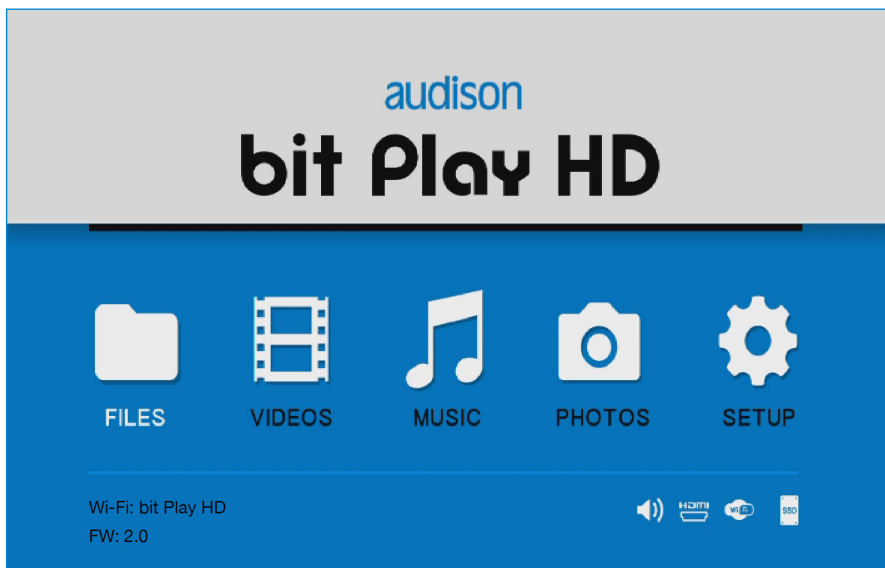 audison
bit Play HD
FILES VIDEOS MUSIC PHOTOS SETUP
Wi-Fi: bit Play HD
HDMI WiFi SSD
FW: 2.0